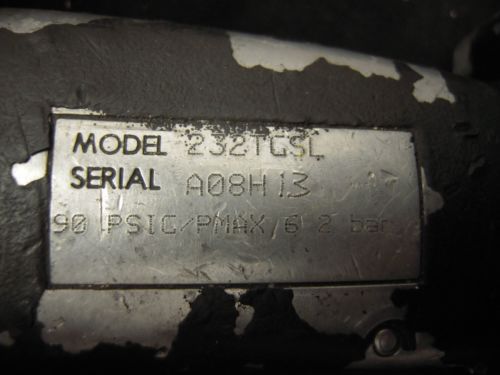 MODEL 232TGSL
SERIAL A08H13
90 PSIG/PMAX 6 2 bar